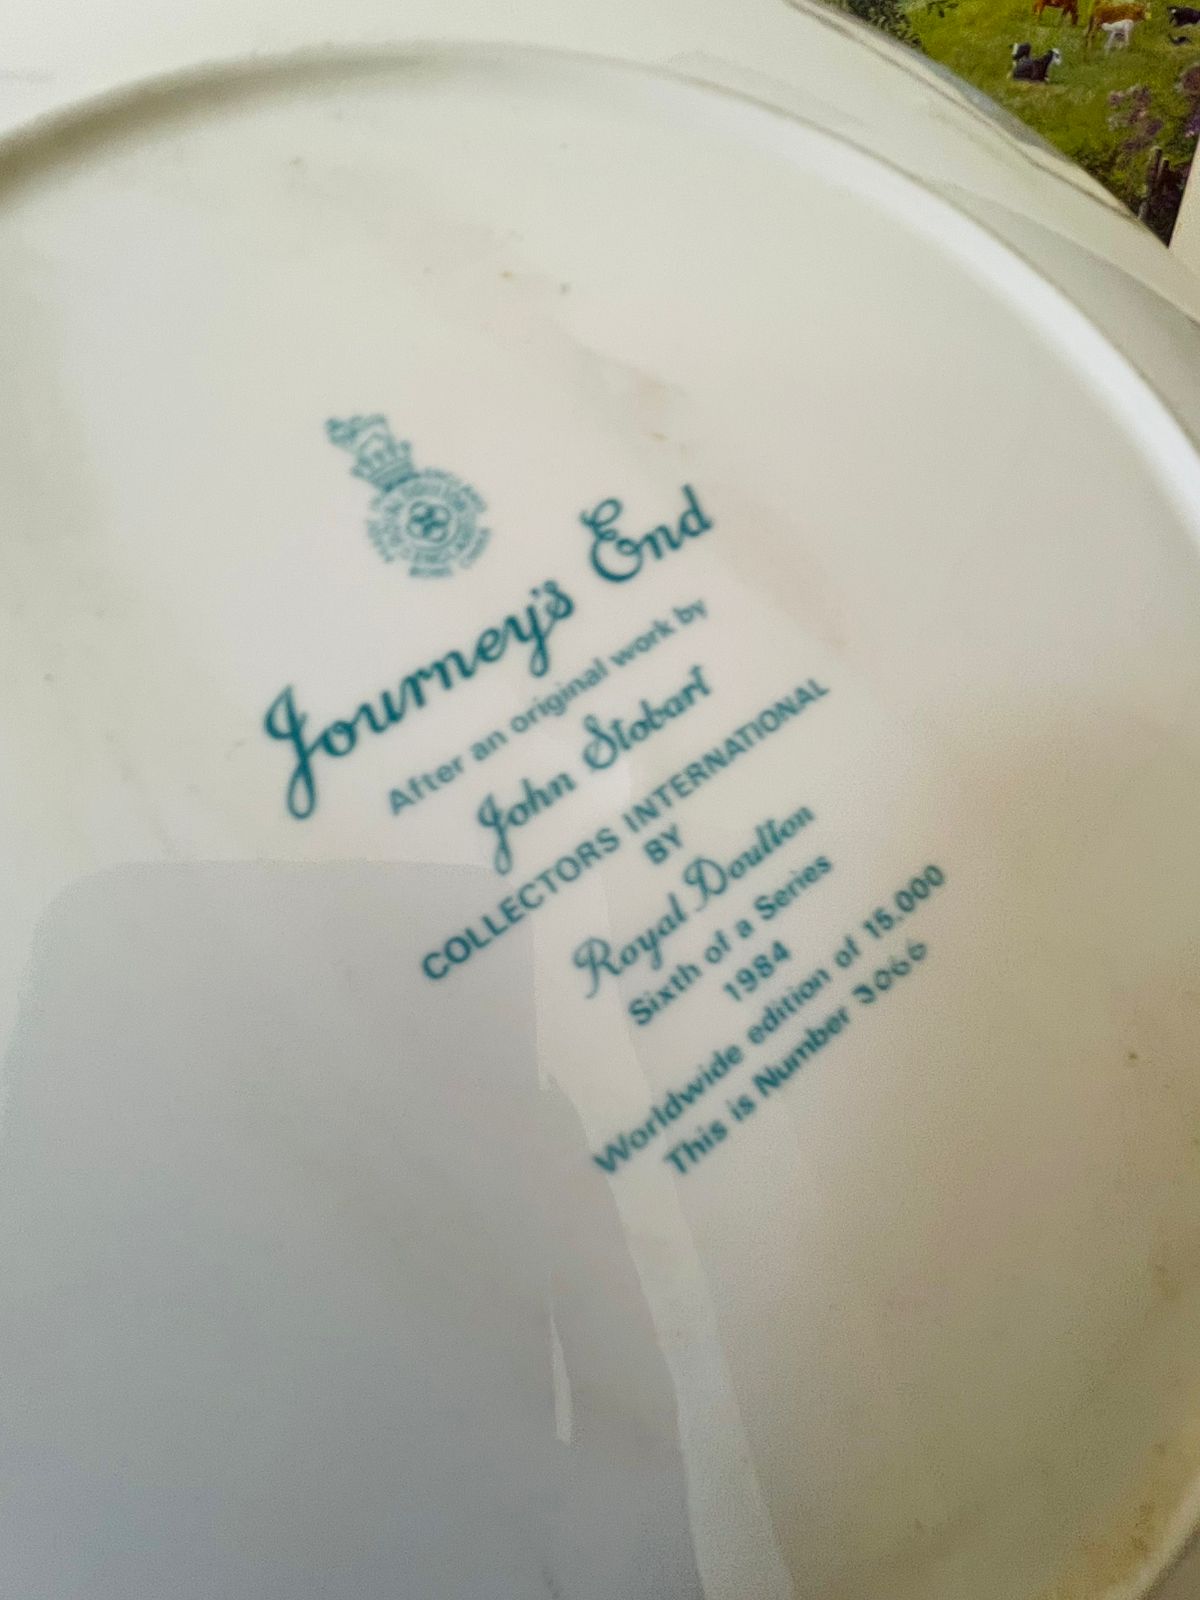 Journey's End
After an original work by
John Stobart
COLLECTORS INTERNATIONAL
BY
Royal Doulton
Sixth of a Series
1984
Worldwide edition of 15.000
This is Number 3066